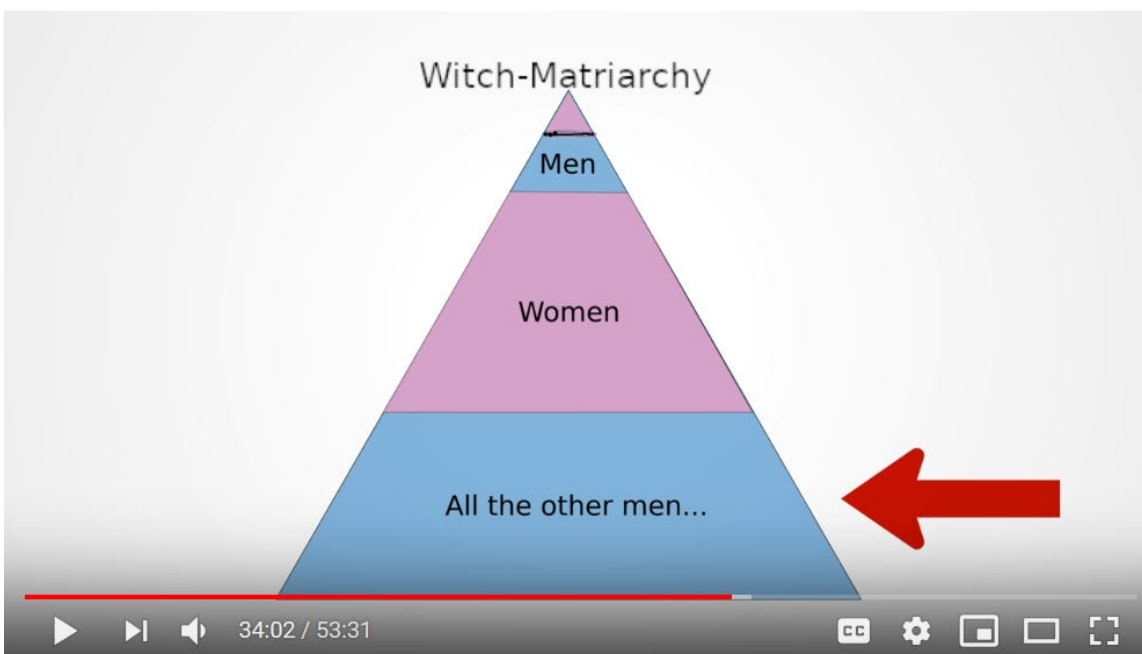 Witch-Matriarchy
Men
Women
All the other men...
34:02 / 53:31
CC